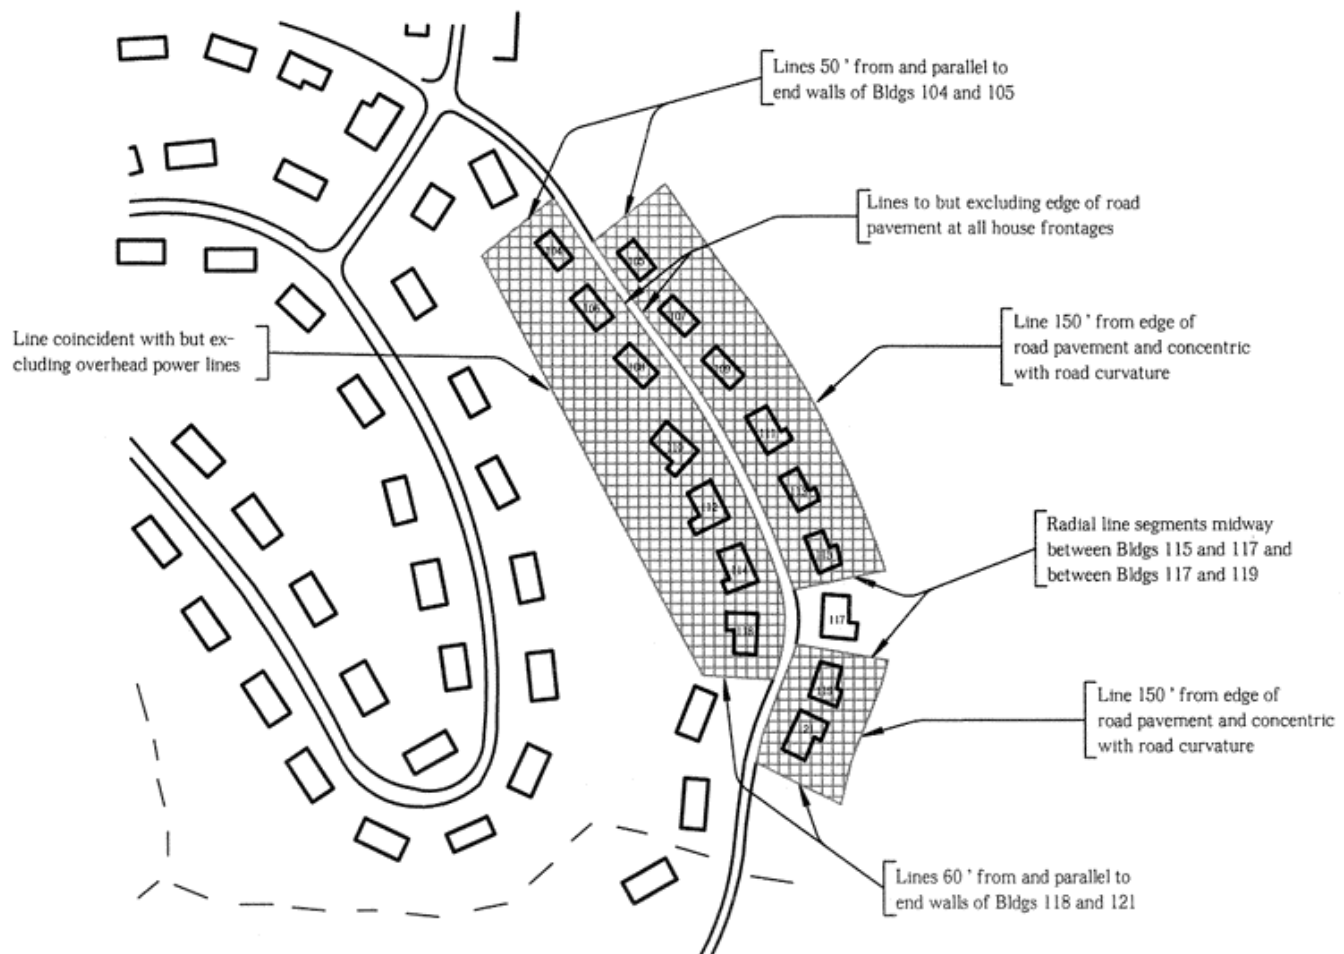 Lines 50 ' from and parallel to
end walls of Bldgs 104 and 105
Lines to but excluding edge of road
pavement at all house frontages
Line 150 ' from edge of
road pavement and concentric
with road curvature
Line coincident with but ex-
cluding overhead power lines
Radial line segments midway
between Bldgs 115 and 117 and
between Bldgs 117 and 119
Line 150 ' from edge of
road pavement and concentric
with road curvature
Lines 60 ' from and parallel to
end walls of Bldgs 118 and 121
104
105
106
107
108
109
110
111
112
113
114
115
117
119